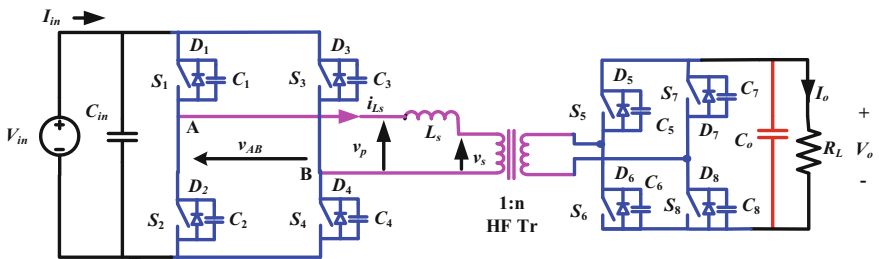 I_in
D_1
D_3
S_1
C_1
S_3
C_3
i_Ls
D_5
S_5
S_7
C_7
I_o
C_in
A
L_s
C_5
D_7
+
V_in
v_AB
v_p
v_s
C_o
R_L
V_o
B
-
D_2
D_4
D_6
C_6
D_8
S_2
C_2
S_4
C_4
1:n
HF Tr
S_6
S_8
C_8